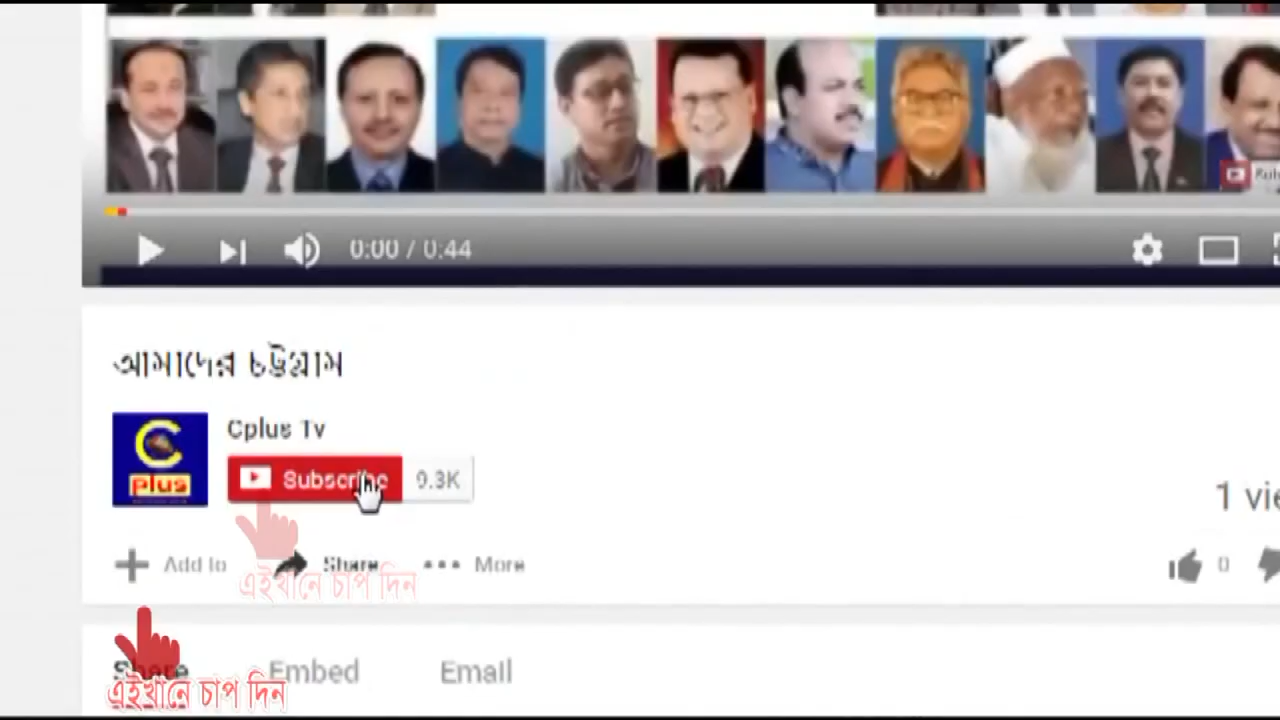 0:00 / 0:44
আমাদের চট্টগ্রাম
C
plus
Cplus Tv
Subscribe 9.3K
1 vie
Add to Share More 0
এইখানে চাপ দিন
Share Embed Email
এইখানে চাপ দিন